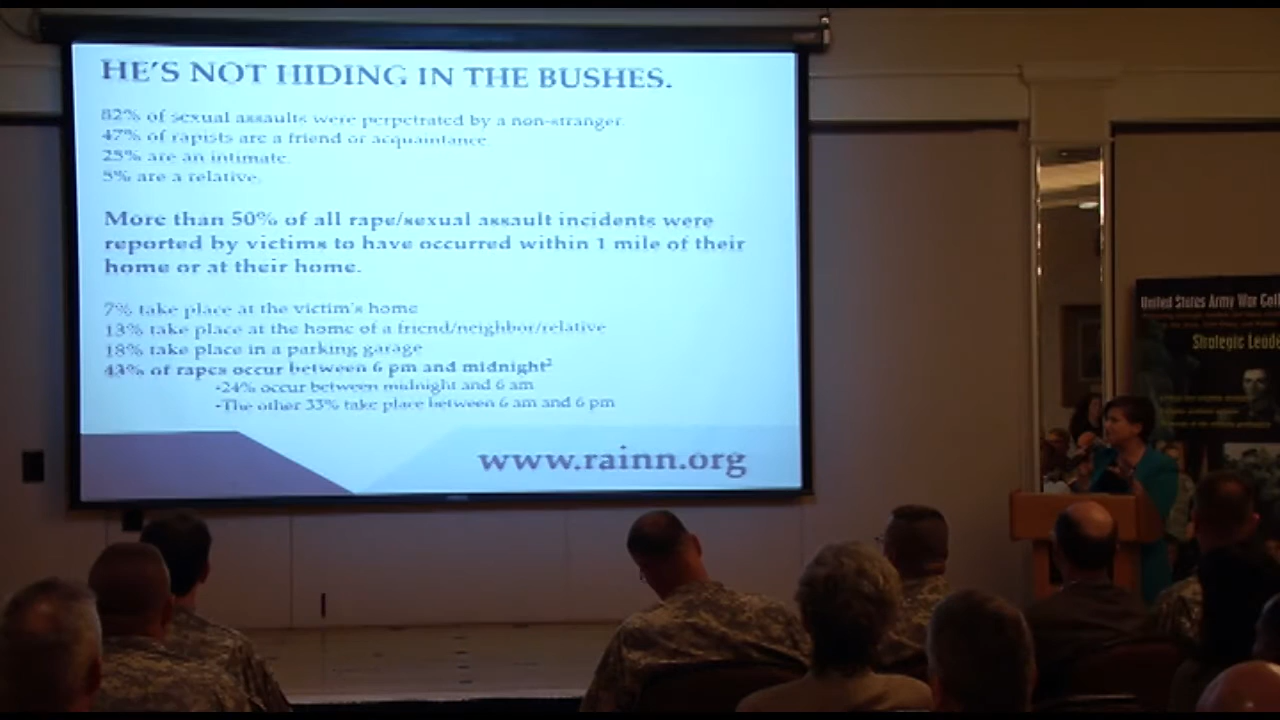 HE'S NOT HIDING IN THE BUSHES.
82% of sexual assaults were perpetrated by a non-stranger.
47% of rapists are a friend or acquaintance.
25% are an intimate.
5% are a relative.
More than 50% of all rape/sexual assault incidents were
reported by victims to have occurred within 1 mile of their
home or at their home.
7% take place at the victim's home
13% take place at the home of a friend/neighbor/relative
18% take place in a parking garage
43% of rapes occur between 6 pm and midnight²
-24% occur between midnight and 6 am
-The other 33% take place between 6 am and 6 pm
www.rainn.org
United States Army War Coll
Strategic Leade